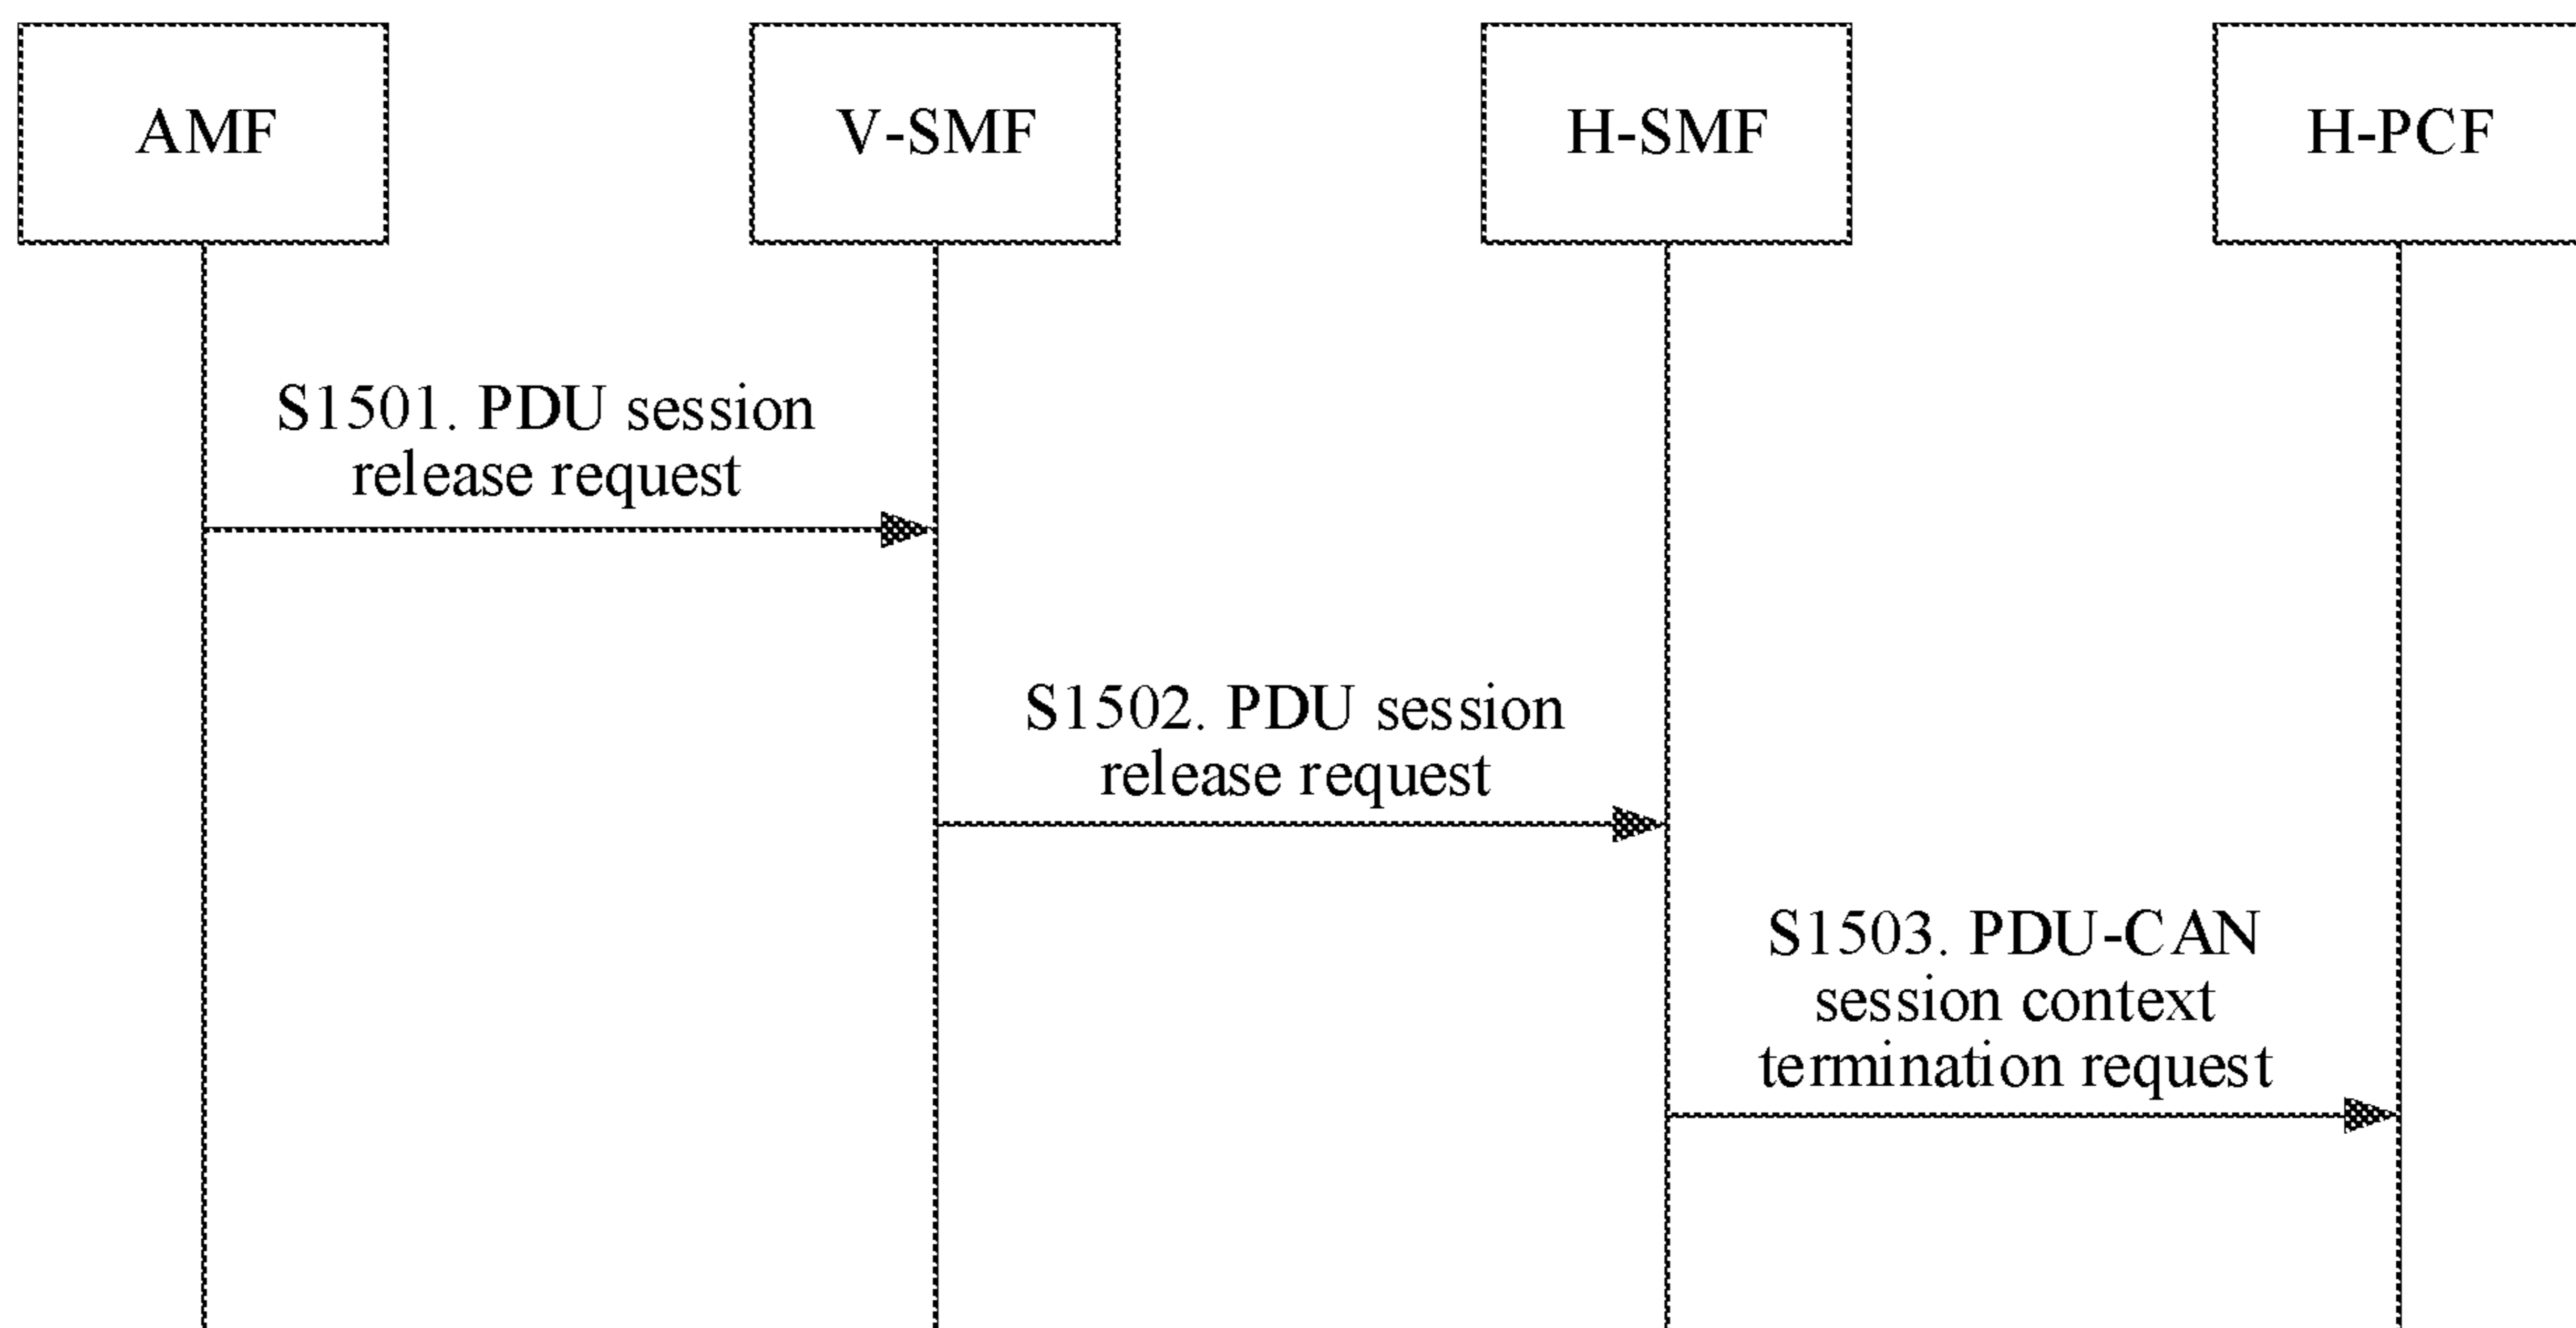 AMF
V-SMF
H-SMF
H-PCF
S1501. PDU session
release request
S1502. PDU session
release request
S1503. PDU-CAN
session context
termination request